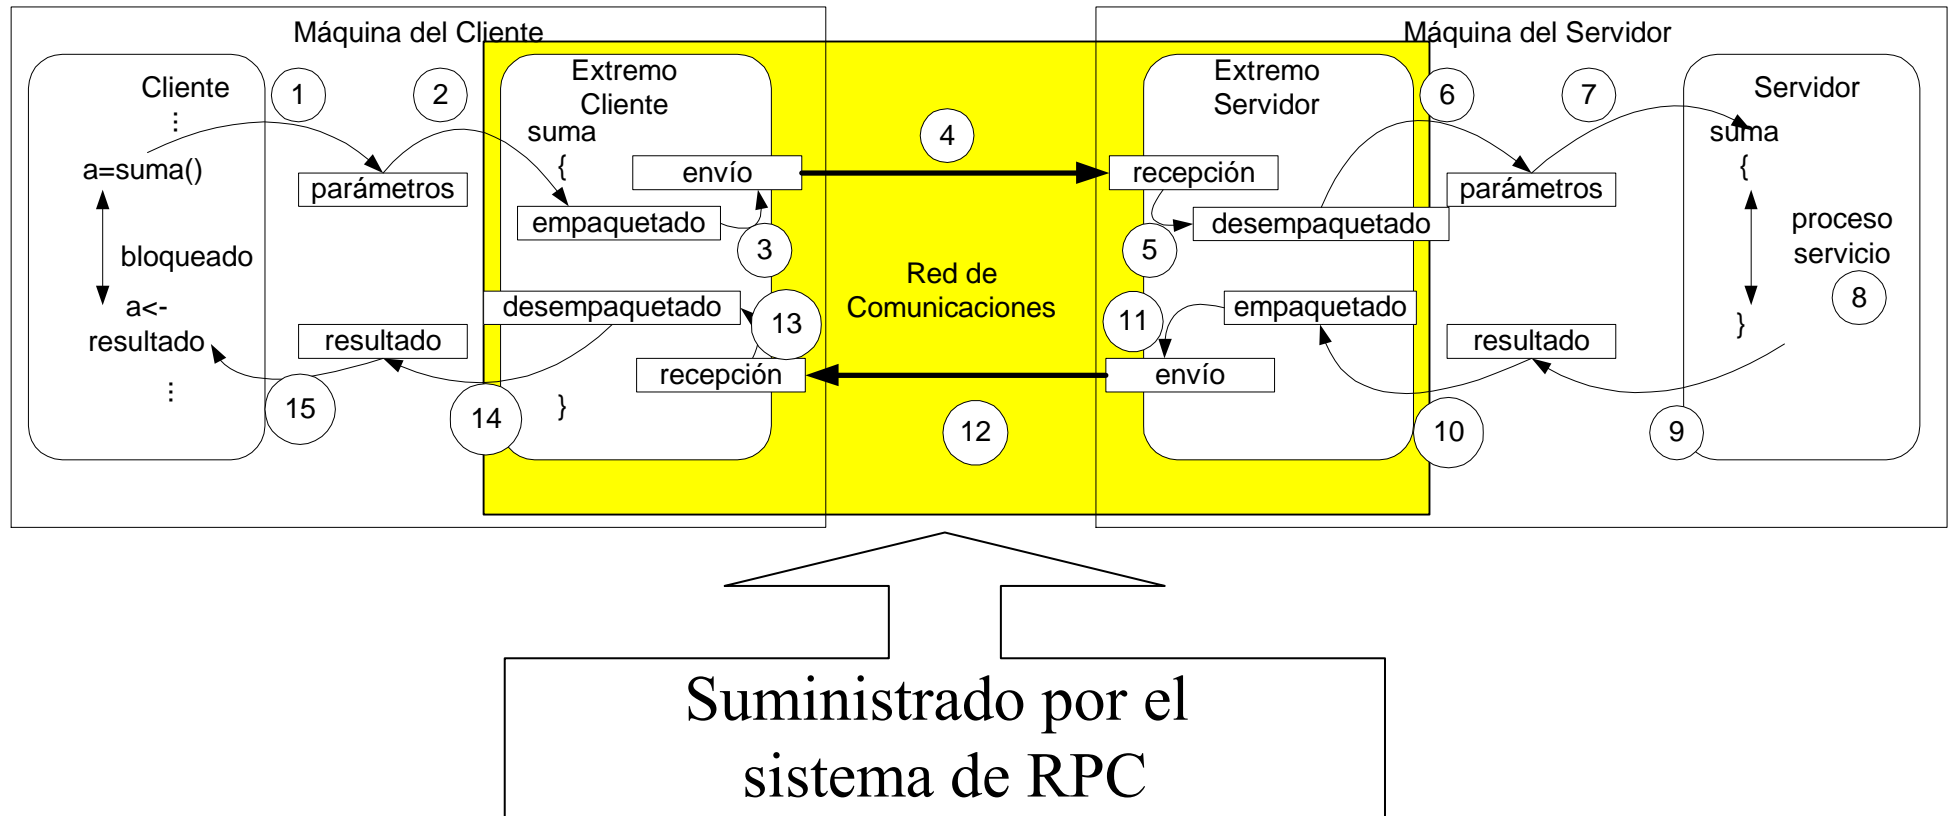 Máquina del Cliente
Máquina del Servidor
Cliente
⋮
a=suma()
bloqueado
a<-
resultado
⋮
1
2
parámetros
resultado
15
14
Extremo
Cliente
suma
{
envío
empaquetado
3
desempaquetado
13
recepción
}
4
Red de
Comunicaciones
12
Extremo
Servidor
recepción
5
desempaquetado
empaquetado
11
envío
6
7
parámetros
resultado
10
9
Servidor
suma
{
proceso
servicio
8
}
Suministrado por el
sistema de RPC